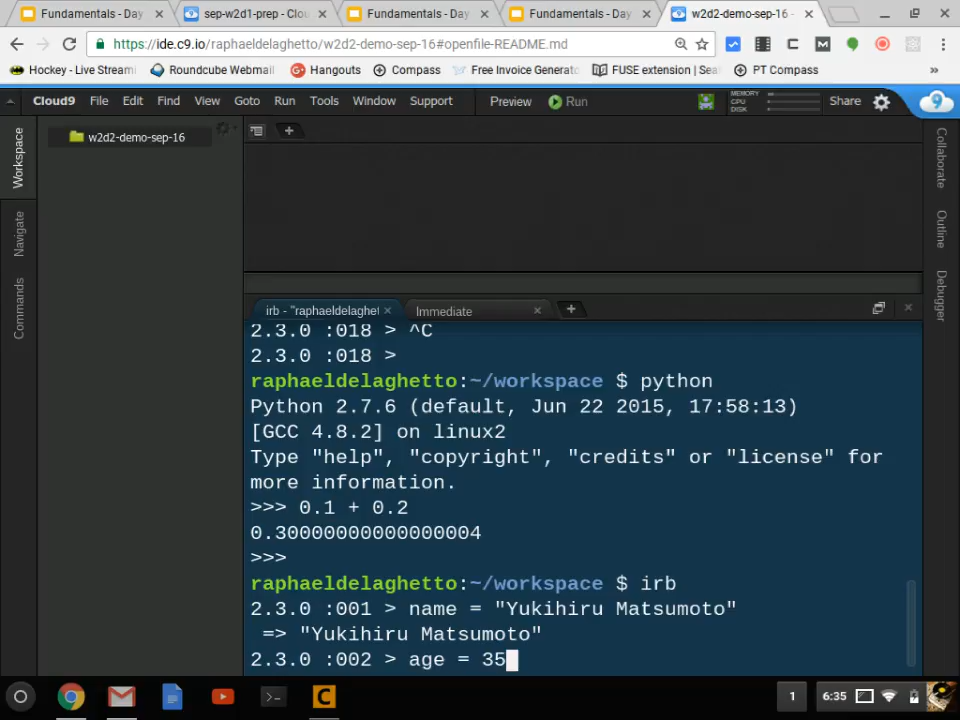 Fundamentals - Day
sep-w2d1-prep - Clou
Fundamentals - Day
Fundamentals - Day
w2d2-demo-sep-16 -
https://ide.c9.io/raphaeldelaghetto/w2d2-demo-sep-16#openfile-README.md
Hockey - Live Streami
Roundcube Webmail
Hangouts
Compass
Free Invoice Generato
FUSE extension | Sea
PT Compass
»
Cloud9
File
Edit
Find
View
Goto
Run
Tools
Window
Support
Preview
Run
MEMORY
CPU
DISK
Share
Workspace
Navigate
Commands
w2d2-demo-sep-16
Collaborate
Outline
Debugger
irb - "raphaeldelaghet
Immediate
2.3.0 :018 > ^C
2.3.0 :018 >
raphaeldelaghetto:~/workspace $ python
Python 2.7.6 (default, Jun 22 2015, 17:58:13)
[GCC 4.8.2] on linux2
Type "help", "copyright", "credits" or "license" for
more information.
>>> 0.1 + 0.2
0.30000000000000004
>>>
raphaeldelaghetto:~/workspace $ irb
2.3.0 :001 > name = "Yukihiru Matsumoto"
=> "Yukihiru Matsumoto"
2.3.0 :002 > age = 35
1
6:35